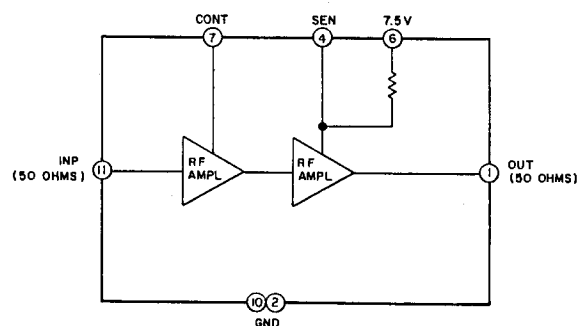 CONT SEN 7.5V
7 4 6
INP
(50 OHMS)
11
RF
AMPL
RF
AMPL
1
OUT
(50 OHMS)
10 2
GND